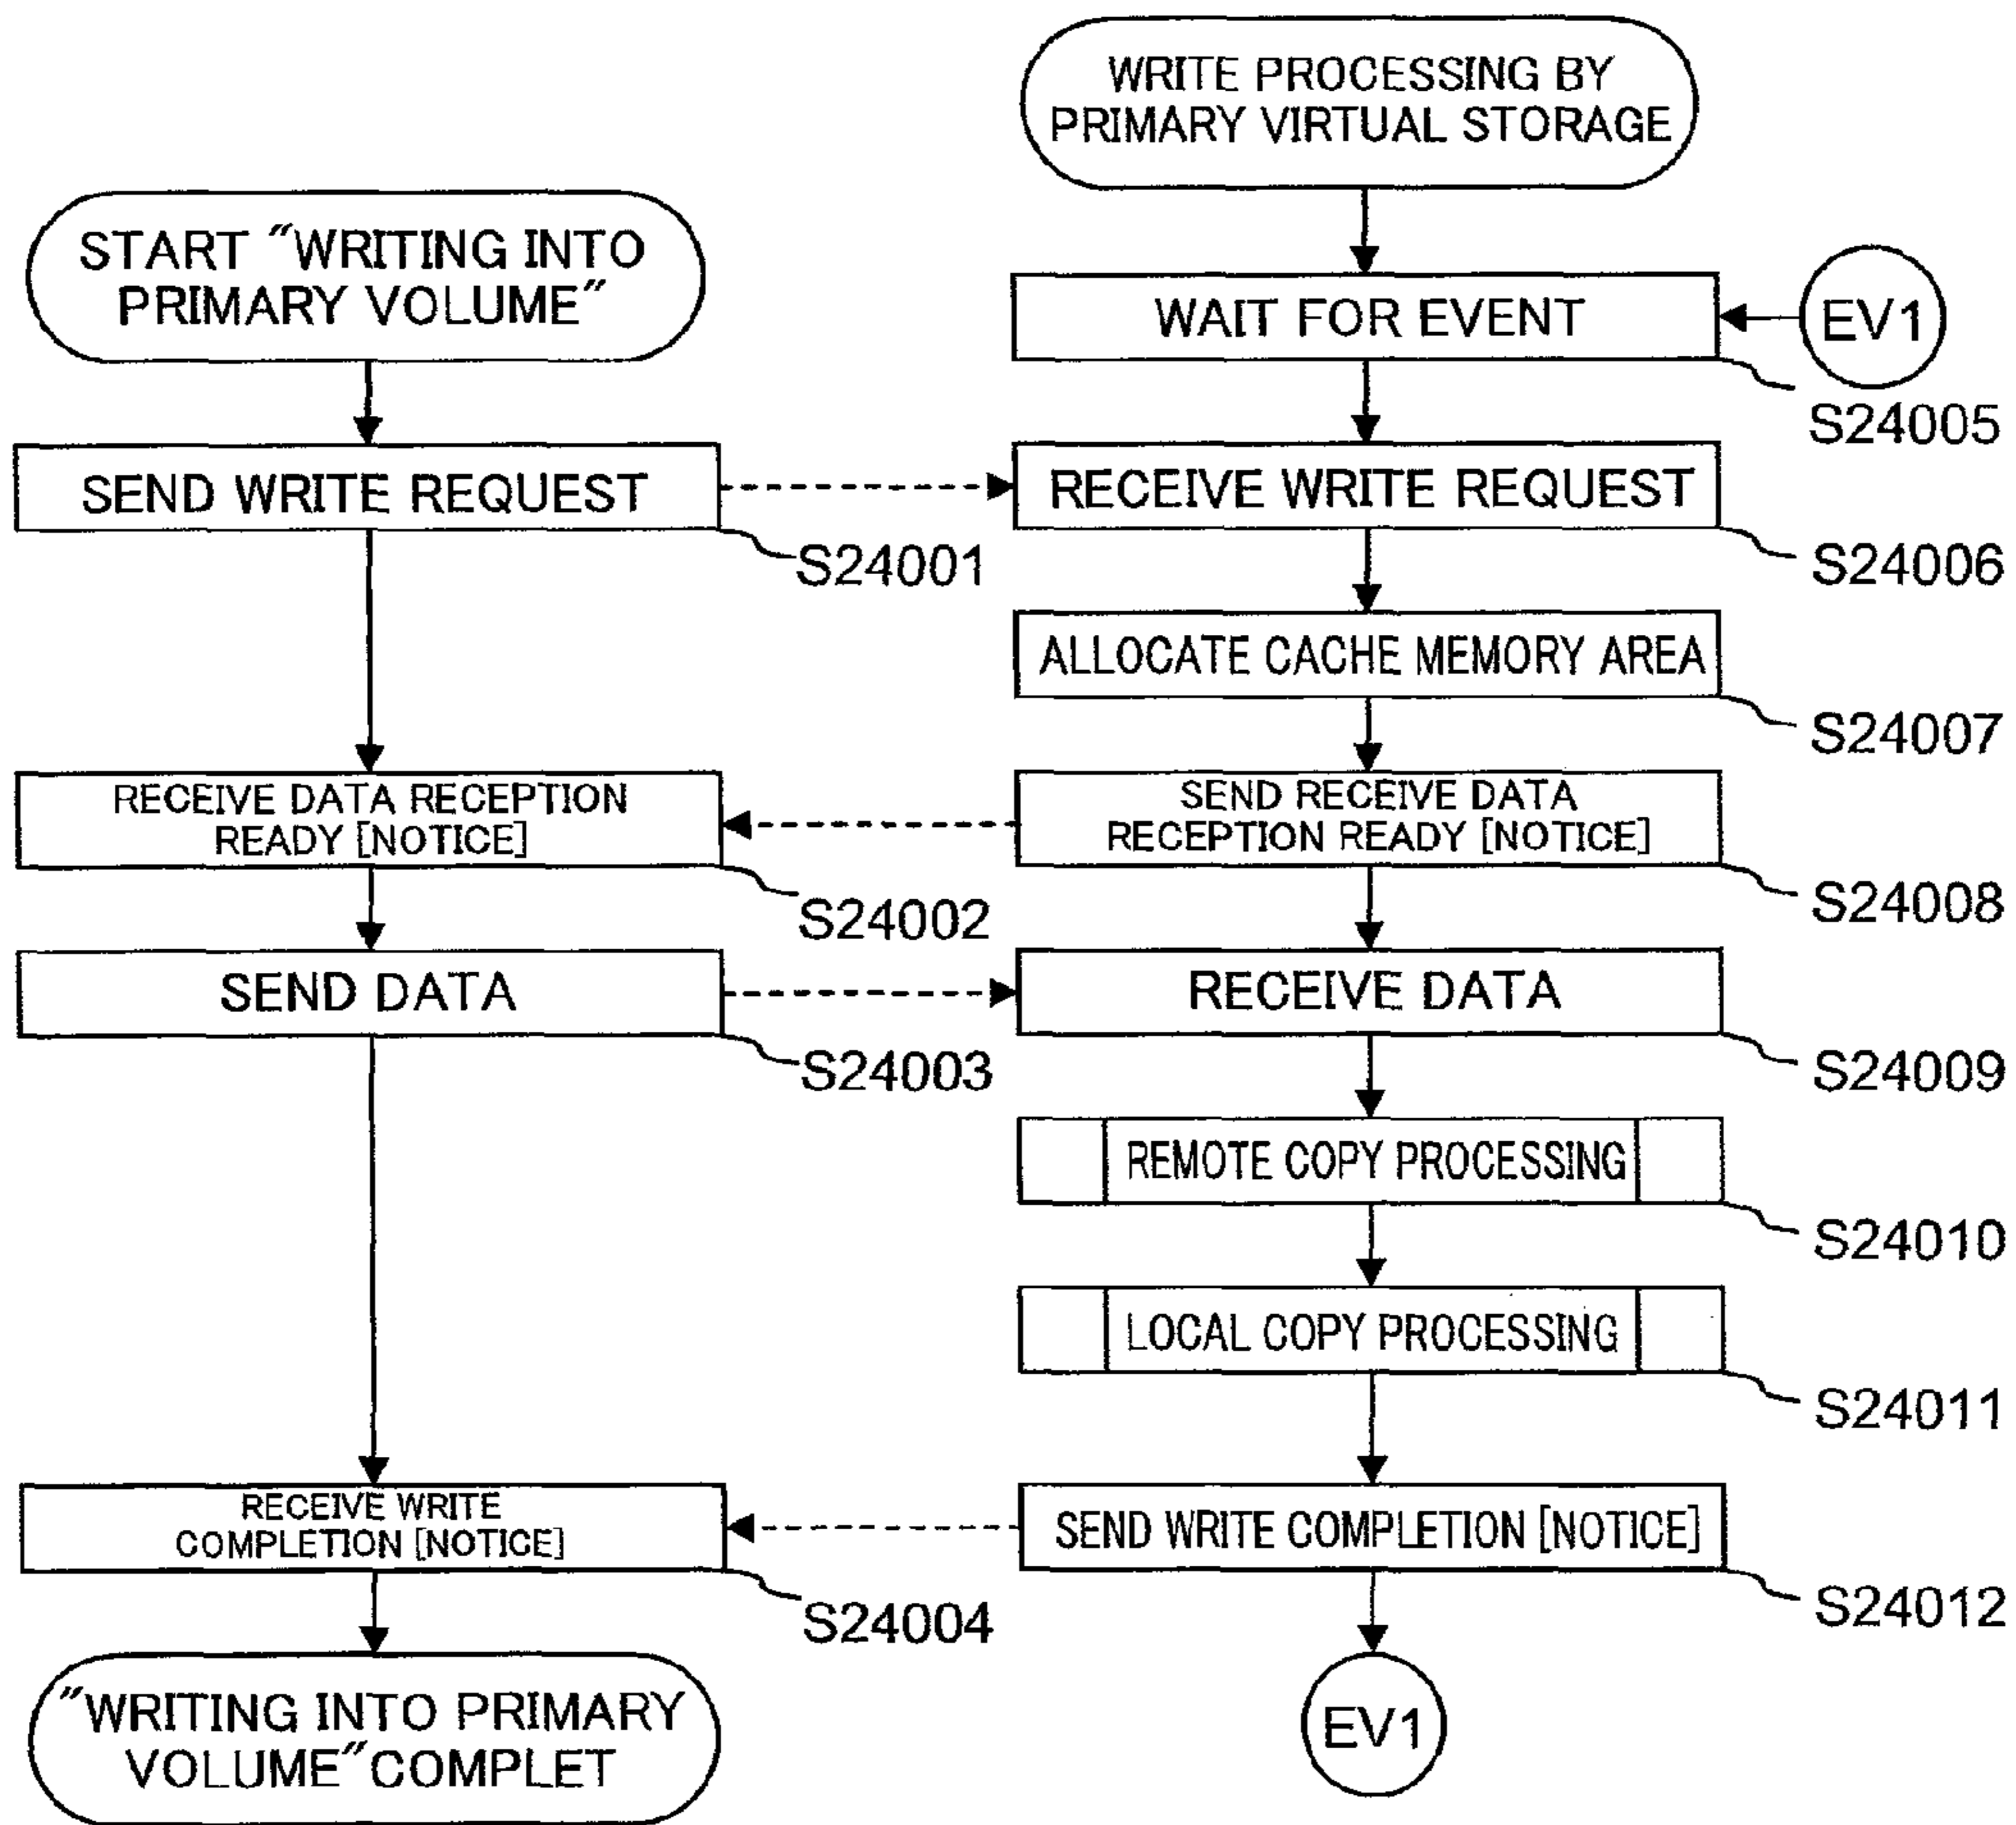 WRITE PROCESSING BY
PRIMARY VIRTUAL STORAGE
START "WRITING INTO
PRIMARY VOLUME"
WAIT FOR EVENT
EV1
S24005
SEND WRITE REQUEST
RECEIVE WRITE REQUEST
S24001
S24006
ALLOCATE CACHE MEMORY AREA
S24007
RECEIVE DATA RECEPTION
READY [NOTICE]
SEND RECEIVE DATA
RECEPTION READY [NOTICE]
S24002
S24008
SEND DATA
RECEIVE DATA
S24003
S24009
REMOTE COPY PROCESSING
S24010
LOCAL COPY PROCESSING
S24011
RECEIVE WRITE
COMPLETION [NOTICE]
SEND WRITE COMPLETION [NOTICE]
S24004
S24012
"WRITING INTO PRIMARY
VOLUME"COMPLET
EV1